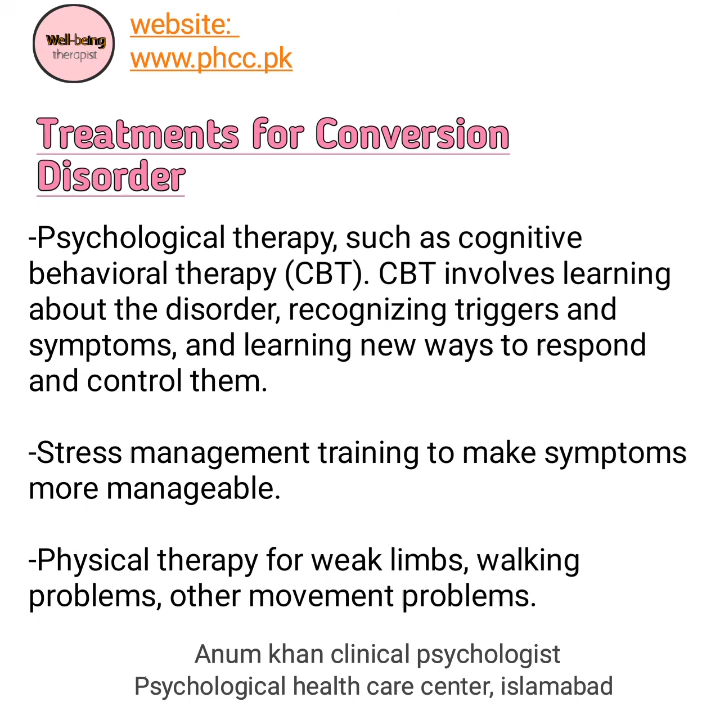 Well-being
therapist
website:
www.phcc.pk
Treatments for Conversion
Disorder
-Psychological therapy, such as cognitive
behavioral therapy (CBT). CBT involves learning
about the disorder, recognizing triggers and
symptoms, and learning new ways to respond
and control them.
-Stress management training to make symptoms
more manageable.
-Physical therapy for weak limbs, walking
problems, other movement problems.
Anum khan clinical psychologist
Psychological health care center, islamabad